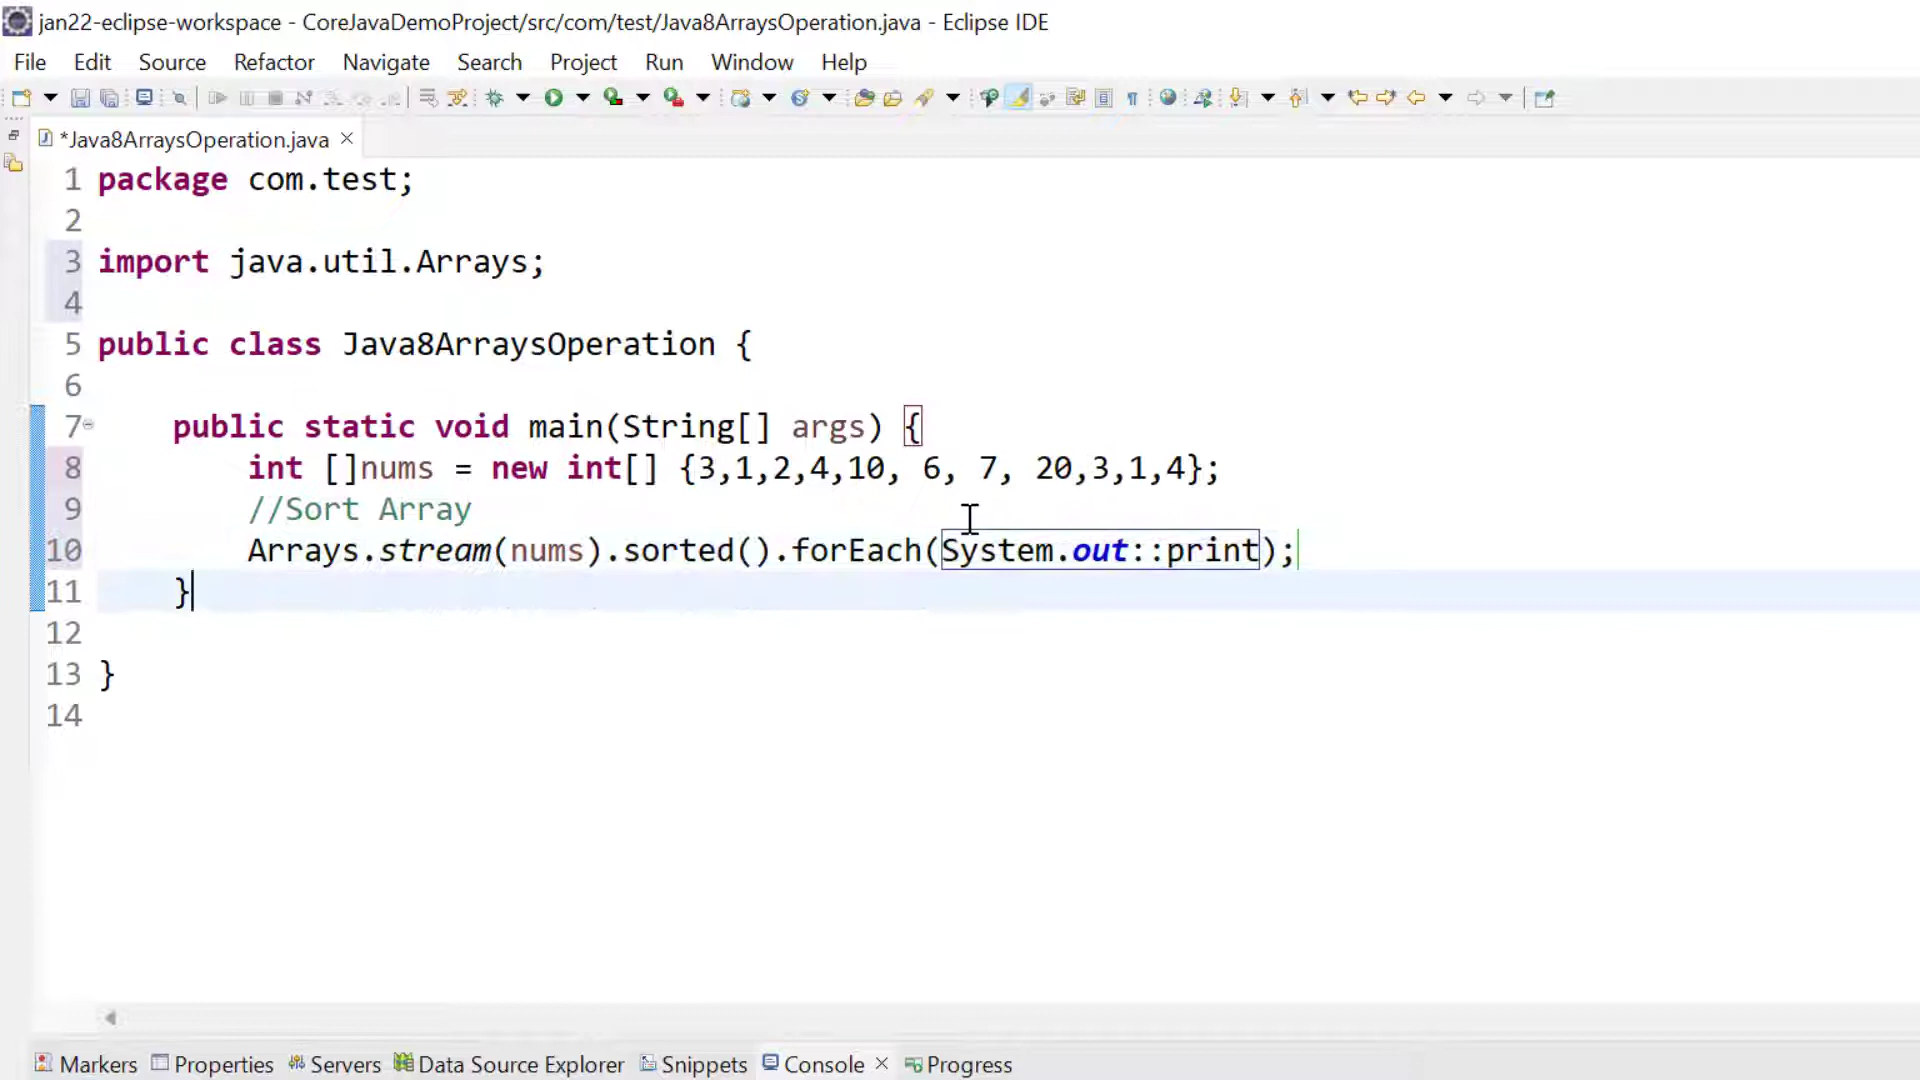 jan22-eclipse-workspace - CoreJavaDemoProject/src/com/test/Java8ArraysOperation.java - Eclipse IDE
File Edit Source Refactor Navigate Search Project Run Window Help
*Java8ArraysOperation.java
1 package com.test;
2
3 import java.util.Arrays;
4
5 public class Java8ArraysOperation {
6
7 public static void main(String[] args) {
8 int []nums = new int[] {3,1,2,4,10, 6, 7, 20,3,1,4};
9 //Sort Array
10 Arrays.stream(nums).sorted().forEach(System.out::print);
11 }
12
13 }
14
Markers Properties Servers Data Source Explorer Snippets Console Progress